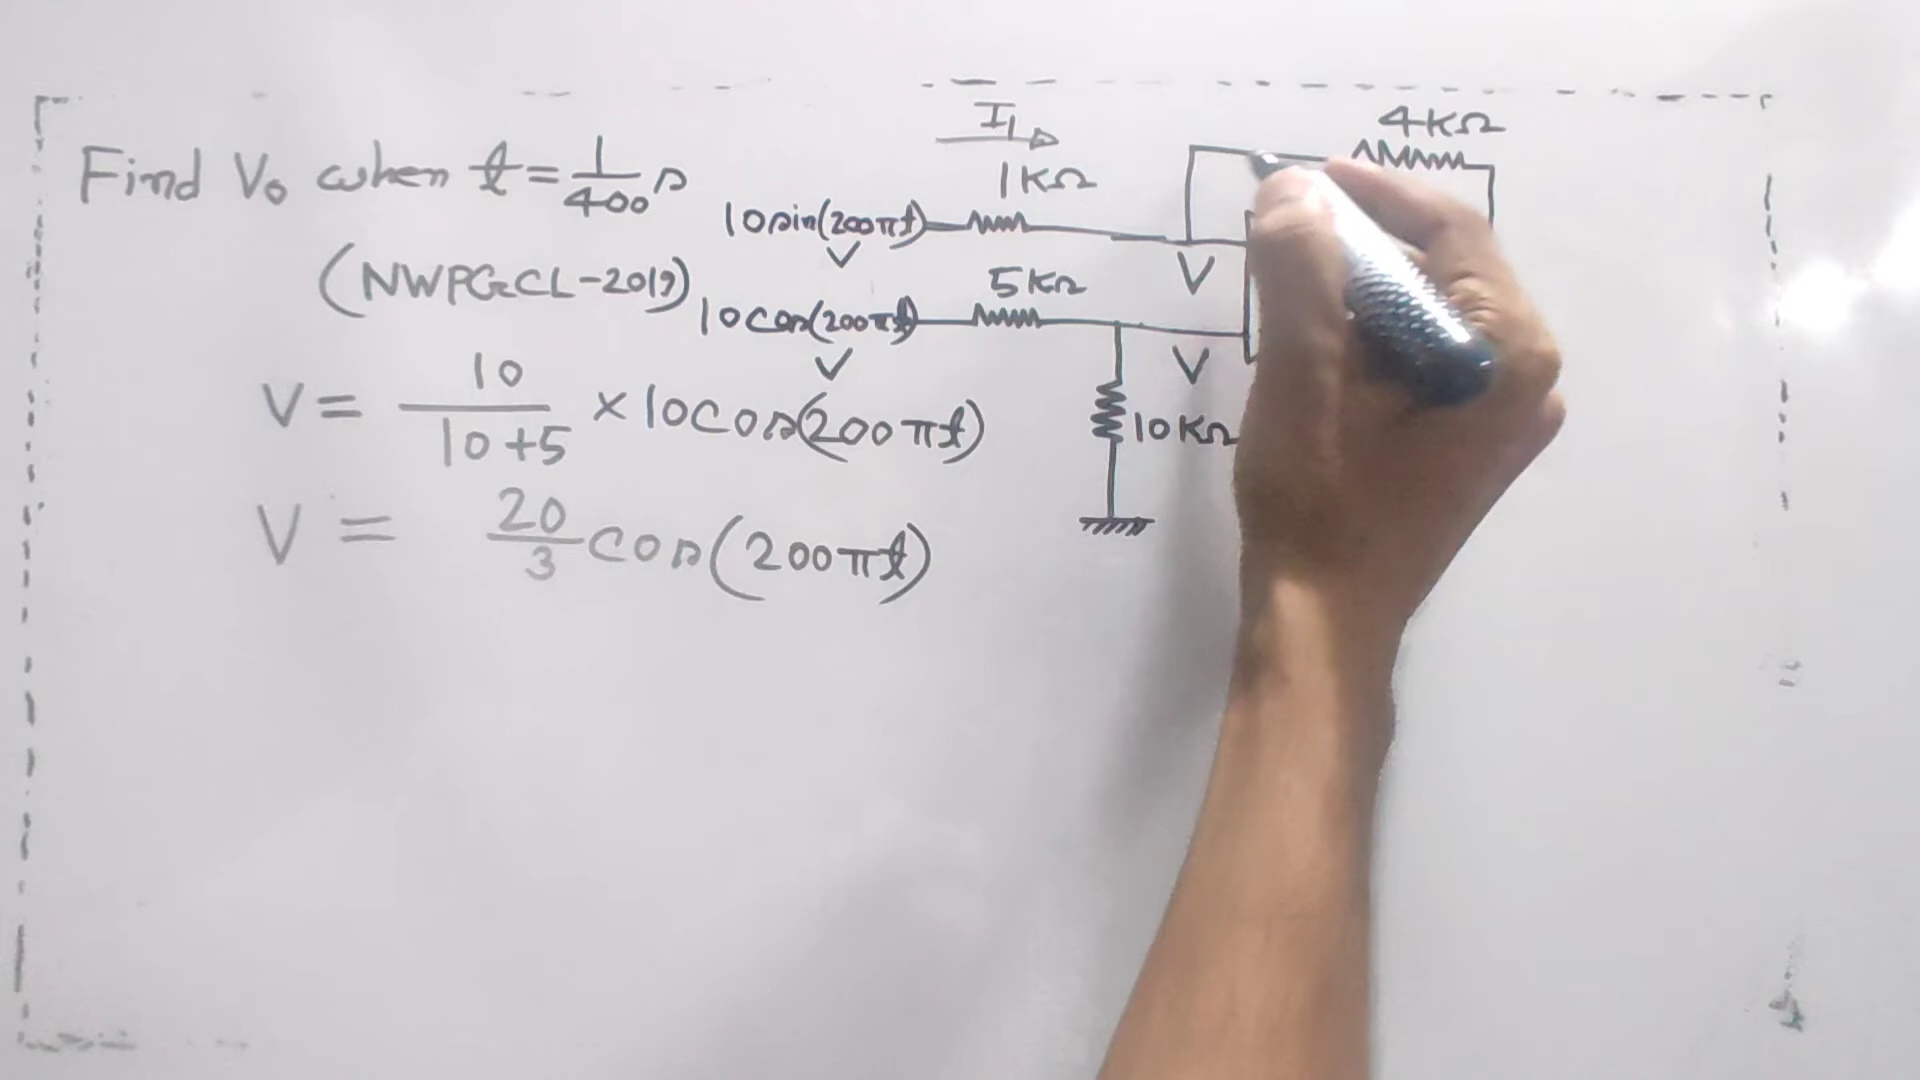 Find V₀ when t = 1/400 s
(NWPGCL-2019)
I₁
1KΩ
4KΩ
10sin(200πt)
V
V
5KΩ
10cos(200πt)
V
V
10KΩ
V = 10/(10+5) × 10cos(200πt)
V = 20/3 cos(200πt)